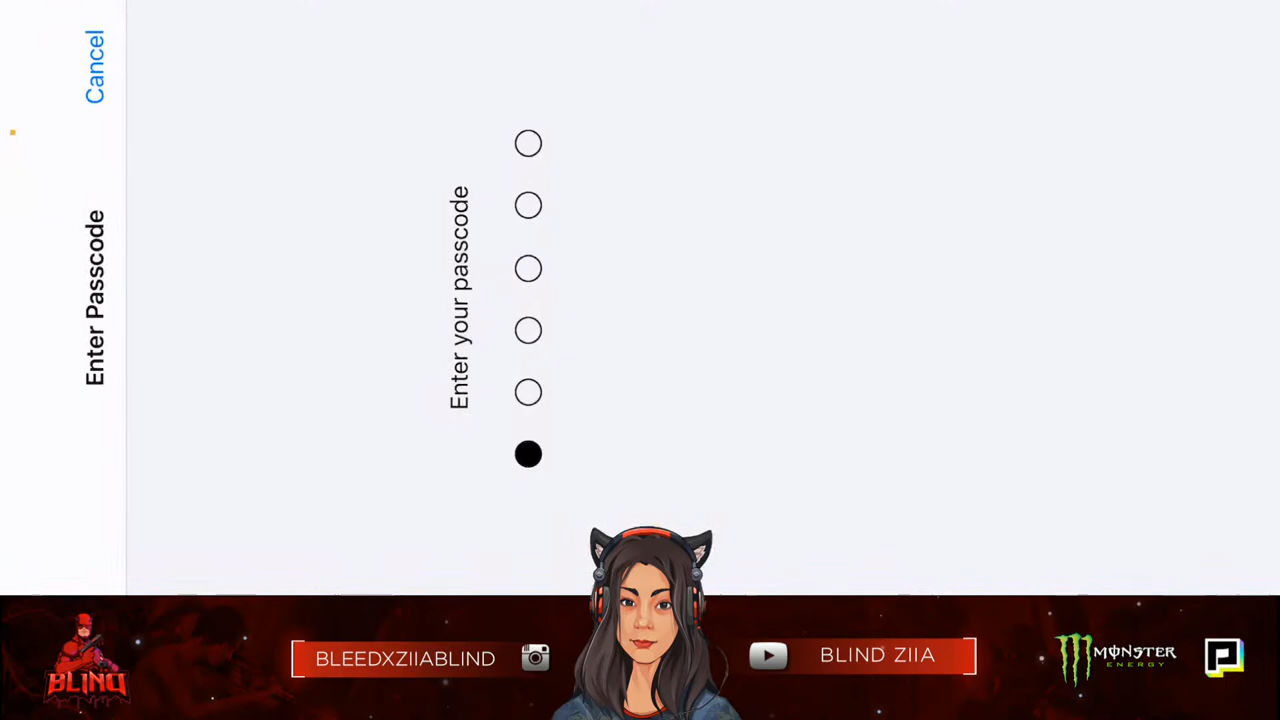 Cancel
Enter Passcode
Enter your passcode
BLIND
BLEEDXZIIABLIND
BLIND ZIIA
MONSTER
ENERGY
P